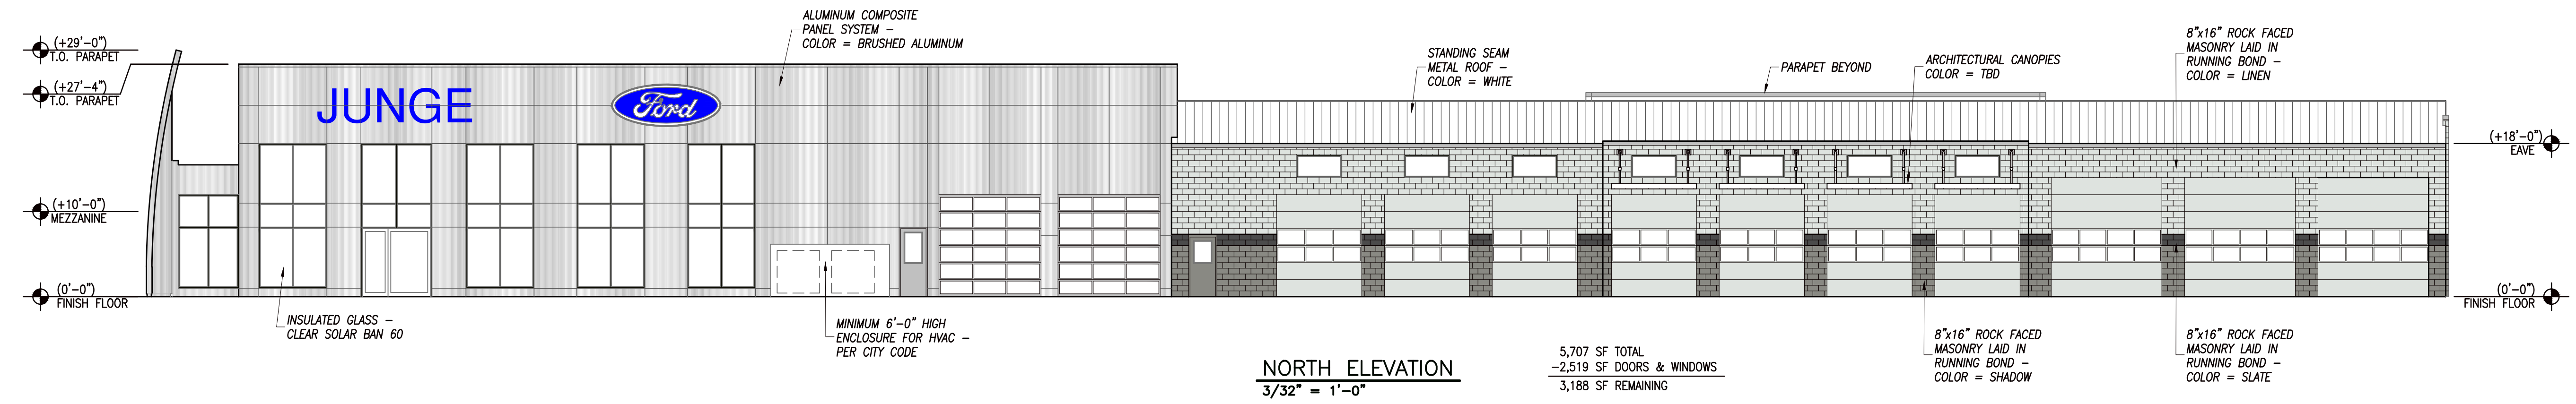 (+29'-0")
T.O. PARAPET
(+27'-4")
T.O. PARAPET
(+10'-0")
MEZZANINE
(0'-0")
FINISH FLOOR
JUNGE
Ford
ALUMINUM COMPOSITE
PANEL SYSTEM –
COLOR = BRUSHED ALUMINUM
STANDING SEAM
METAL ROOF –
COLOR = WHITE
PARAPET BEYOND
ARCHITECTURAL CANOPIES
COLOR = TBD
8"x16" ROCK FACED
MASONRY LAID IN
RUNNING BOND –
COLOR = LINEN
(+18'-0")
EAVE
(0'-0")
FINISH FLOOR
INSULATED GLASS –
CLEAR SOLAR BAN 60
MINIMUM 6'-0" HIGH
ENCLOSURE FOR HVAC –
PER CITY CODE
8"x16" ROCK FACED
MASONRY LAID IN
RUNNING BOND –
COLOR = SHADOW
8"x16" ROCK FACED
MASONRY LAID IN
RUNNING BOND –
COLOR = SLATE
NORTH ELEVATION
3/32" = 1'-0"
5,707 SF TOTAL
-2,519 SF DOORS & WINDOWS
3,188 SF REMAINING